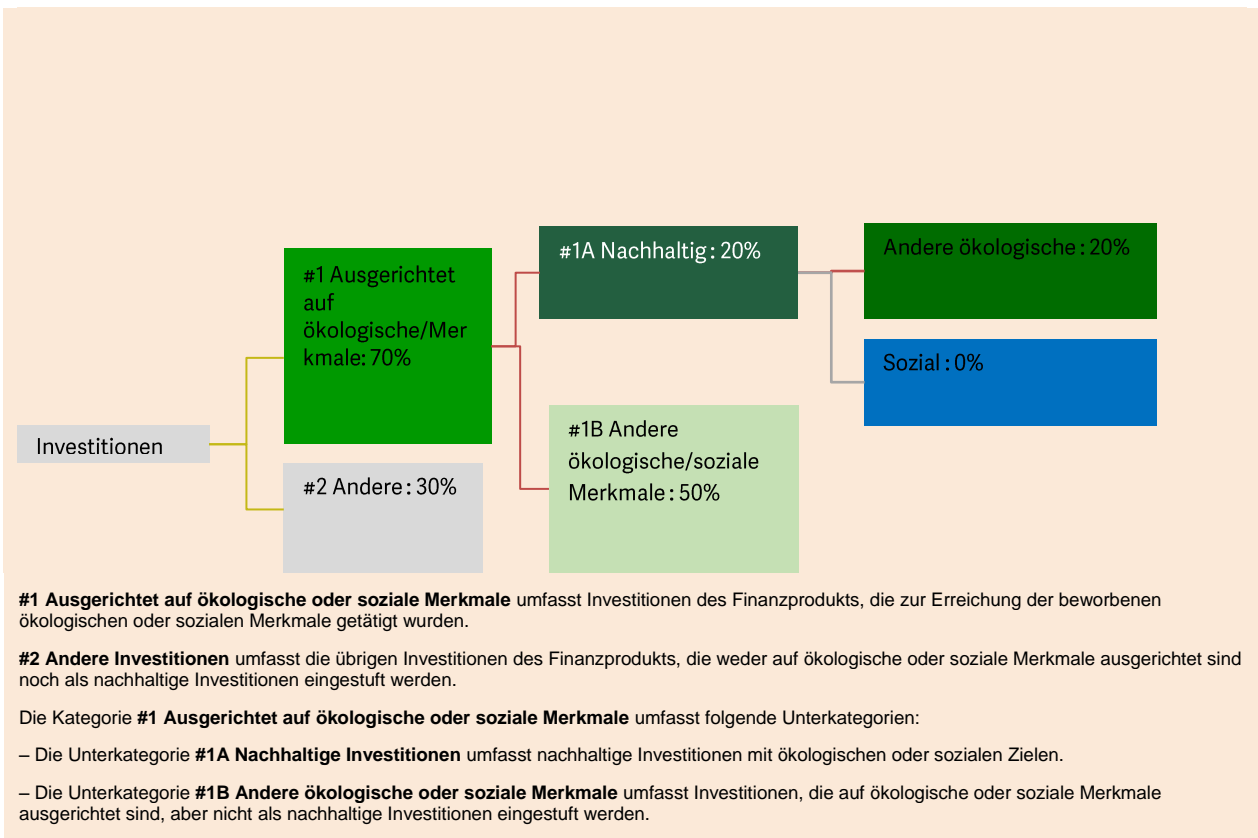 Investitionen
#1 Ausgerichtet
auf
ökologische/Mer
kmale: 70%
#2 Andere: 30%
#1A Nachhaltig: 20%
#1B Andere
ökologische/soziale
Merkmale: 50%
Andere ökologische: 20%
Sozial: 0%
#1 Ausgerichtet auf ökologische oder soziale Merkmale umfasst Investitionen des Finanzprodukts, die zur Erreichung der beworbenen
ökologischen oder sozialen Merkmale getätigt wurden.
#2 Andere Investitionen umfasst die übrigen Investitionen des Finanzprodukts, die weder auf ökologische oder soziale Merkmale ausgerichtet sind
noch als nachhaltige Investitionen eingestuft werden.
Die Kategorie #1 Ausgerichtet auf ökologische oder soziale Merkmale umfasst folgende Unterkategorien:
– Die Unterkategorie #1A Nachhaltige Investitionen umfasst nachhaltige Investitionen mit ökologischen oder sozialen Zielen.
– Die Unterkategorie #1B Andere ökologische oder soziale Merkmale umfasst Investitionen, die auf ökologische oder soziale Merkmale
ausgerichtet sind, aber nicht als nachhaltige Investitionen eingestuft werden.